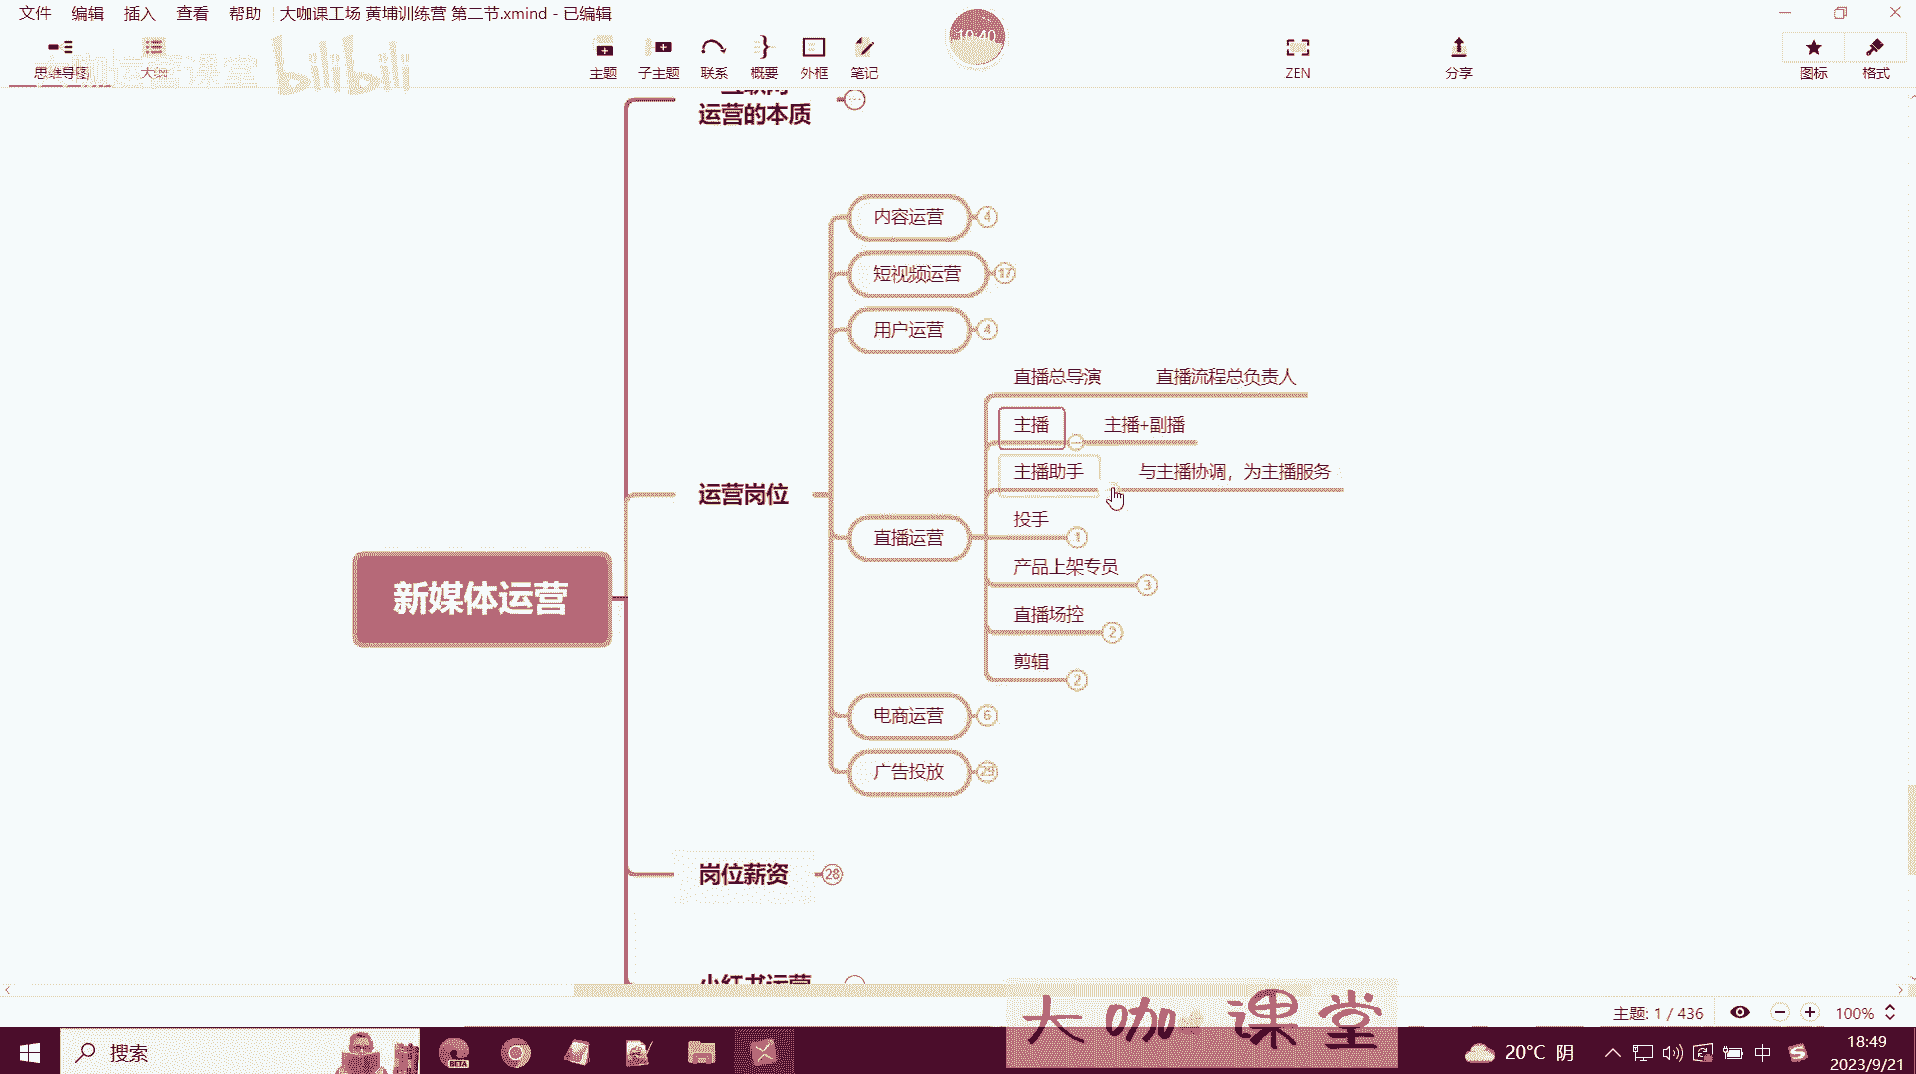 文件 编辑 插入 查看 帮助 大咖课工场 黄埔训练营 第二节.xmind - 已编辑
思维导图 大纲 主题 子主题 联系 概要 外框 笔记 ZEN 分享 图标 格式
bilibili
19:40
运营的本质
内容运营 4
短视频运营 17
用户运营 4
直播总导演 直播流程总负责人
主播 主播+副播
主播助手 与主播协调，为主播服务
运营岗位
投手 1
直播运营
产品上架专员 3
新媒体运营
直播场控 2
剪辑 2
电商运营 6
广告投放 29
岗位薪资 28
小红书运营
大咖课堂
主题: 1 / 436 100%
搜索
BETA
20°C 阴 中
18:49
2023/9/21